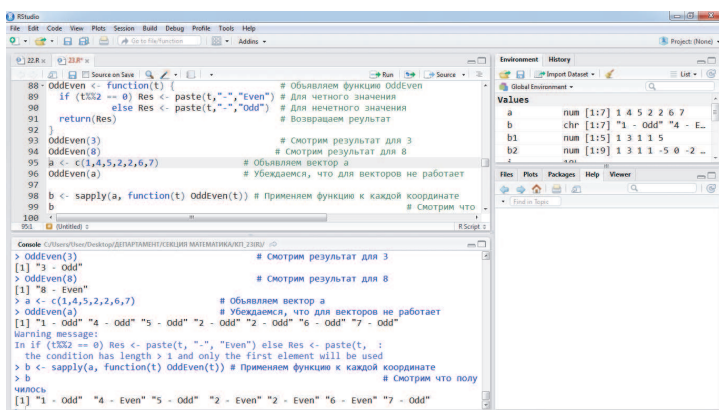 RStudio
File Edit Code View Plots Session Build Debug Profile Tools Help
Go to file/function Addins Project: (None)
22.R 23.R*
Source on Save Run Source
88 OddEven <- function(t) { # Объявляем функцию OddEven
89 if (t%%2 == 0) Res <- paste(t,"-","Even") # Для четного значения
90 else Res <- paste(t,"-","Odd") # Для нечетного значения
91 return(Res) # Возвращаем реультат
92 }
93 OddEven(3) # Смотрим результат для 3
94 OddEven(8) # Смотрим результат для 8
95 a <- c(1,4,5,2,2,6,7) # Объявляем вектор a
96 OddEven(a) # Убеждаемся, что для векторов не работает
97
98 b <- sapply(a, function(t) OddEven(t)) # Применяем функцию к каждой координате
99 b # Смотрим что
100
95:1 (Untitled) R Script
Console C:/Users/User/Desktop/ДЕПАРТАМЕНТ/СЕКЦИЯ МАТЕМАТИКА/КП_23R0/
> OddEven(3) # Смотрим результат для 3
[1] "3 - Odd"
> OddEven(8) # Смотрим результат для 8
[1] "8 - Even"
> a <- c(1,4,5,2,2,6,7) # Объявляем вектор a
> OddEven(a) # Убеждаемся, что для векторов не работает
[1] "1 - Odd" "4 - Odd" "5 - Odd" "2 - Odd" "2 - Odd" "6 - Odd" "7 - Odd"
Warning message:
In if (t%%2 == 0) Res <- paste(t, "-", "Even") else Res <- paste(t, :
the condition has length > 1 and only the first element will be used
> b <- sapply(a, function(t) OddEven(t)) # Применяем функцию к каждой координате
> b # Смотрим что полу
чилось
[1] "1 - Odd" "4 - Even" "5 - Odd" "2 - Even" "2 - Even" "6 - Even" "7 - Odd"
Environment History
Import Dataset List
Global Environment
Values
a num [1:7] 1 4 5 2 2 6 7
b chr [1:7] "1 - Odd" "4 - E…
b1 num [1:5] 1 3 1 1 5
b2 num [1:9] 1 3 1 1 -5 0 -2 …
Files Plots Packages Help Viewer
Find in Topic